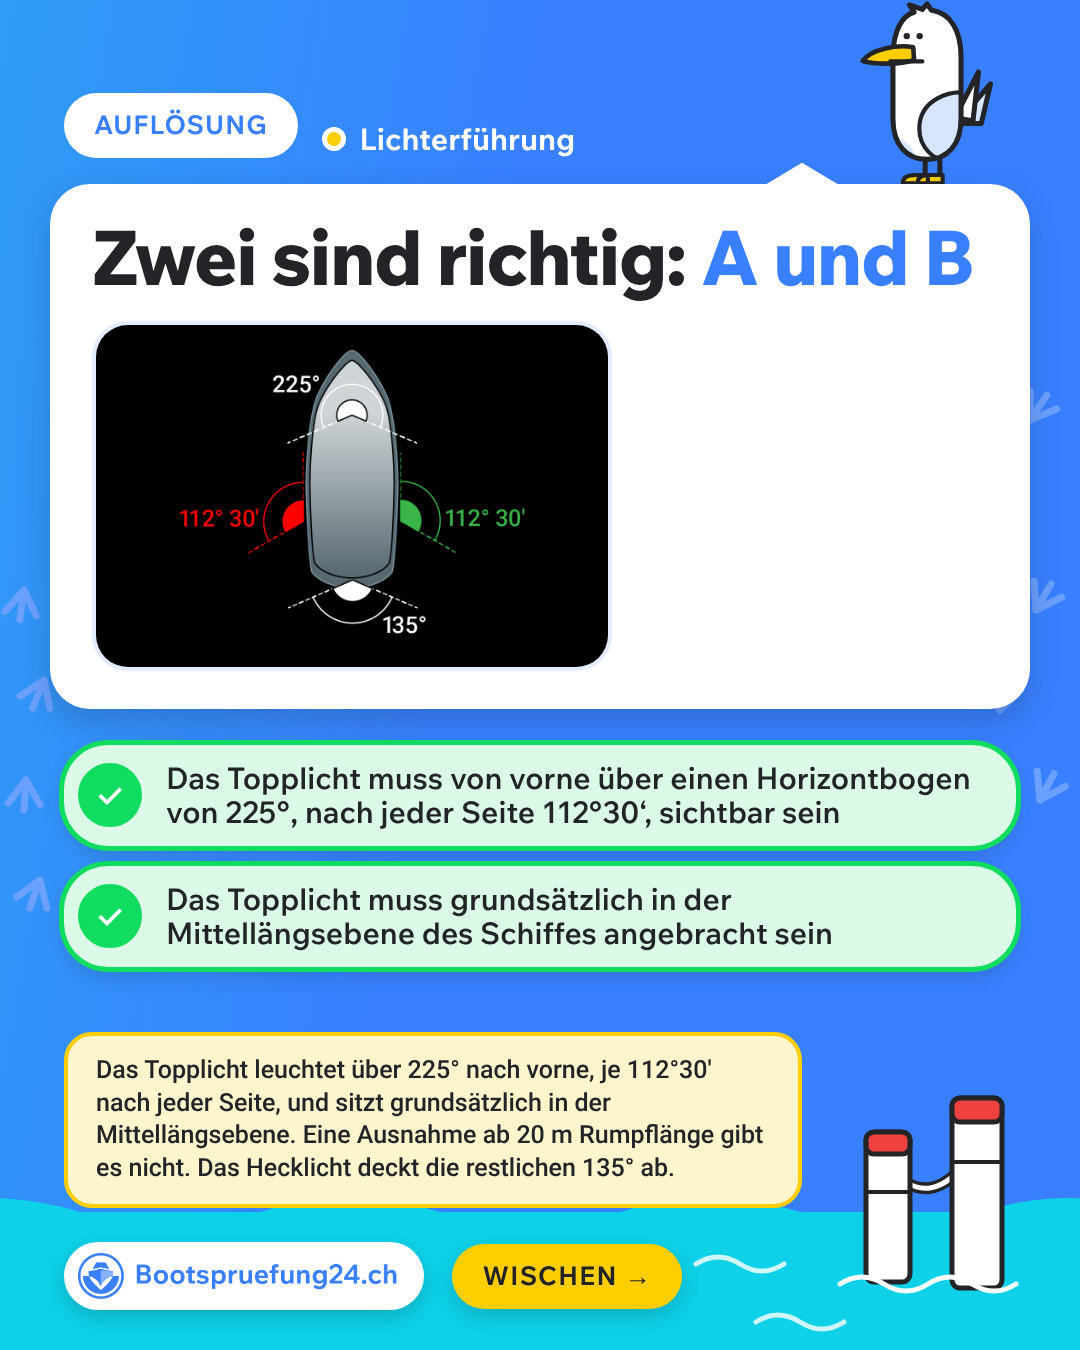 AUFLÖSUNG
Lichterführung
Zwei sind richtig: A und B
225°
112° 30'
112° 30'
135°
Das Topplicht muss von vorne über einen Horizontbogen
von 225°, nach jeder Seite 112°30‘, sichtbar sein
Das Topplicht muss grundsätzlich in der
Mittellängsebene des Schiffes angebracht sein
Das Topplicht leuchtet über 225° nach vorne, je 112°30'
nach jeder Seite, und sitzt grundsätzlich in der
Mittellängsebene. Eine Ausnahme ab 20 m Rumpflänge gibt
es nicht. Das Hecklicht deckt die restlichen 135° ab.
Bootspruefung24.ch
WISCHEN →